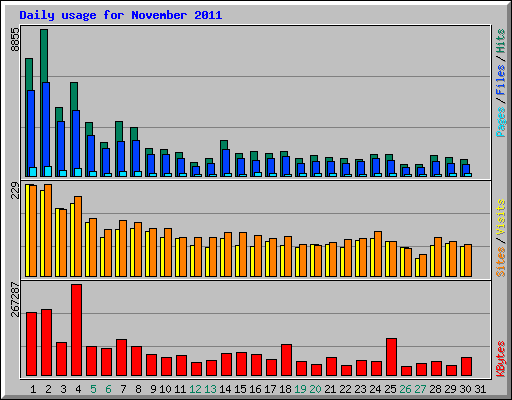 Daily usage for November 2011
8855
Pages / Files / Hits
229
Sites / Visits
267287
KBytes
1 2 3 4 5 6 7 8 9 10 11 12 13 14 15 16 17 18 19 20 21 22 23 24 25 26 27 28 29 30 31